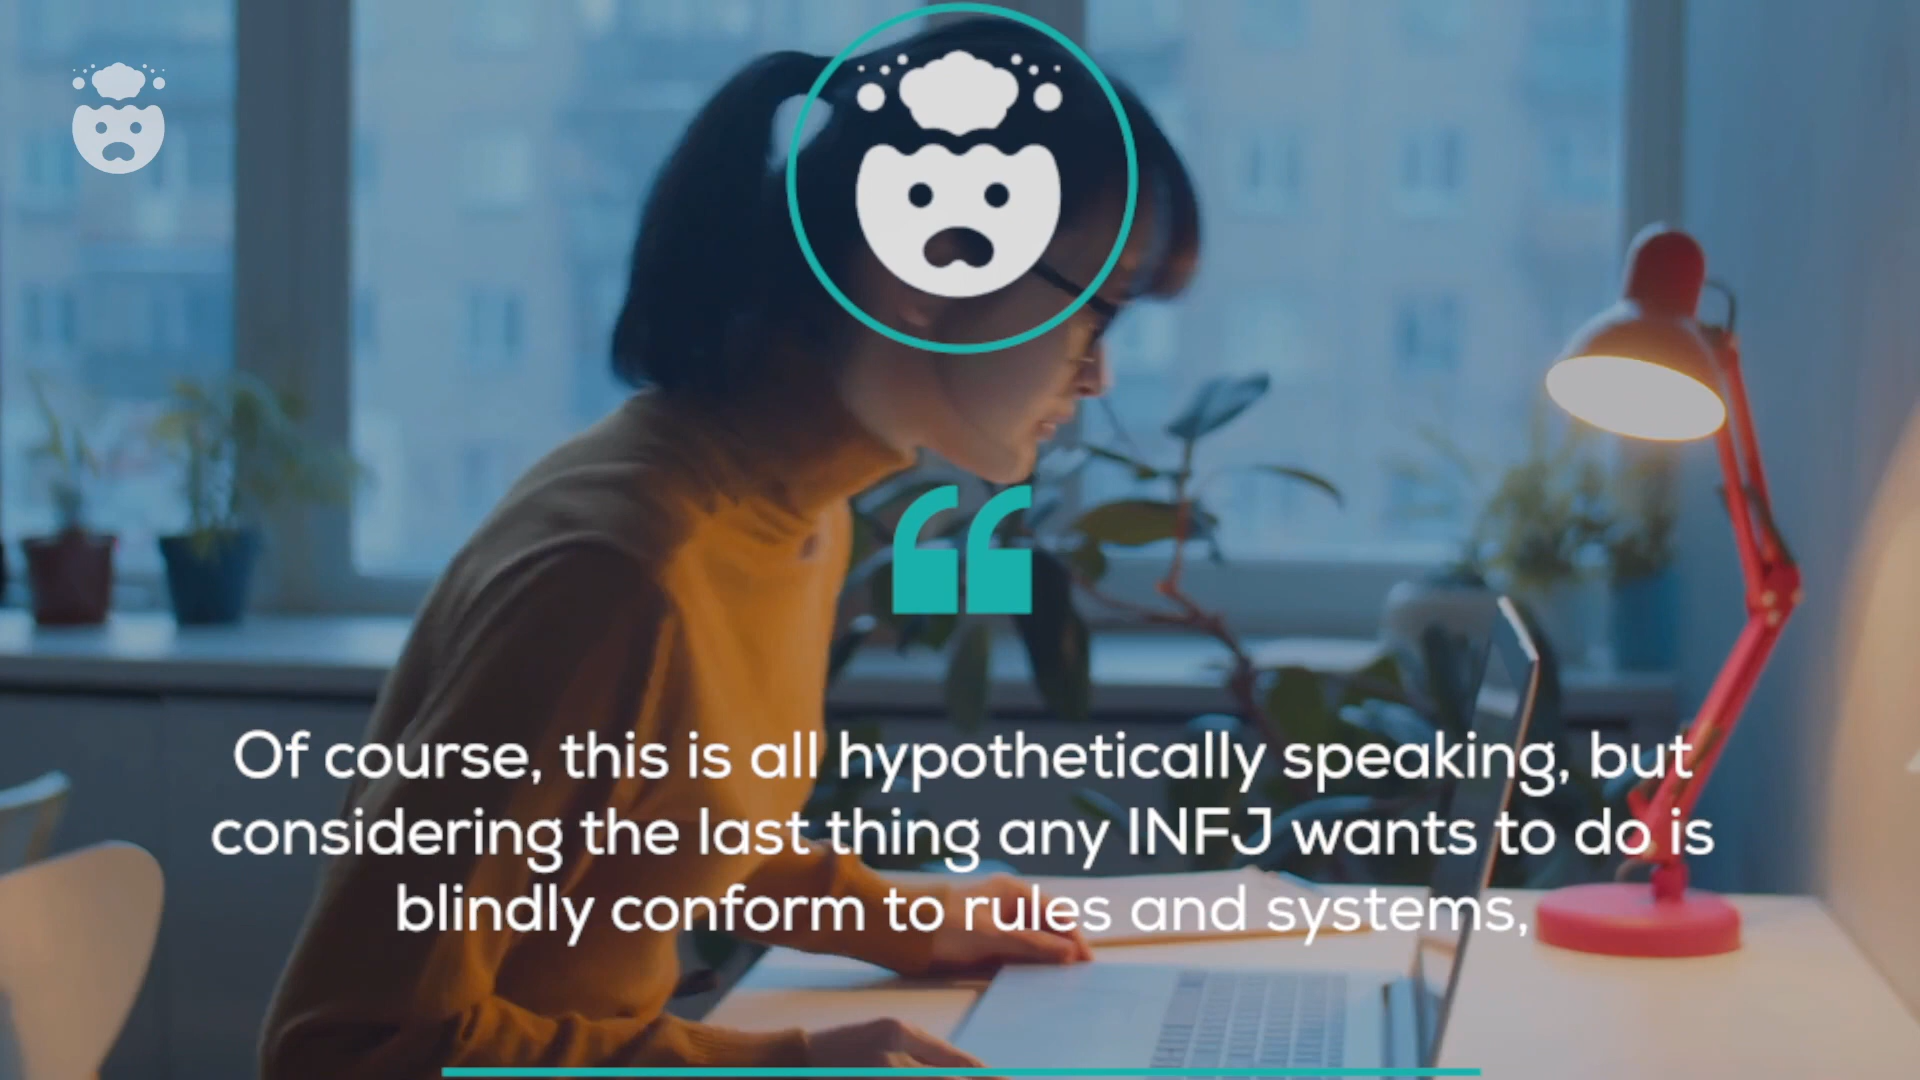 Of course, this is all hypothetically speaking, but
considering the last thing any INFJ wants to do is
blindly conform to rules and systems,